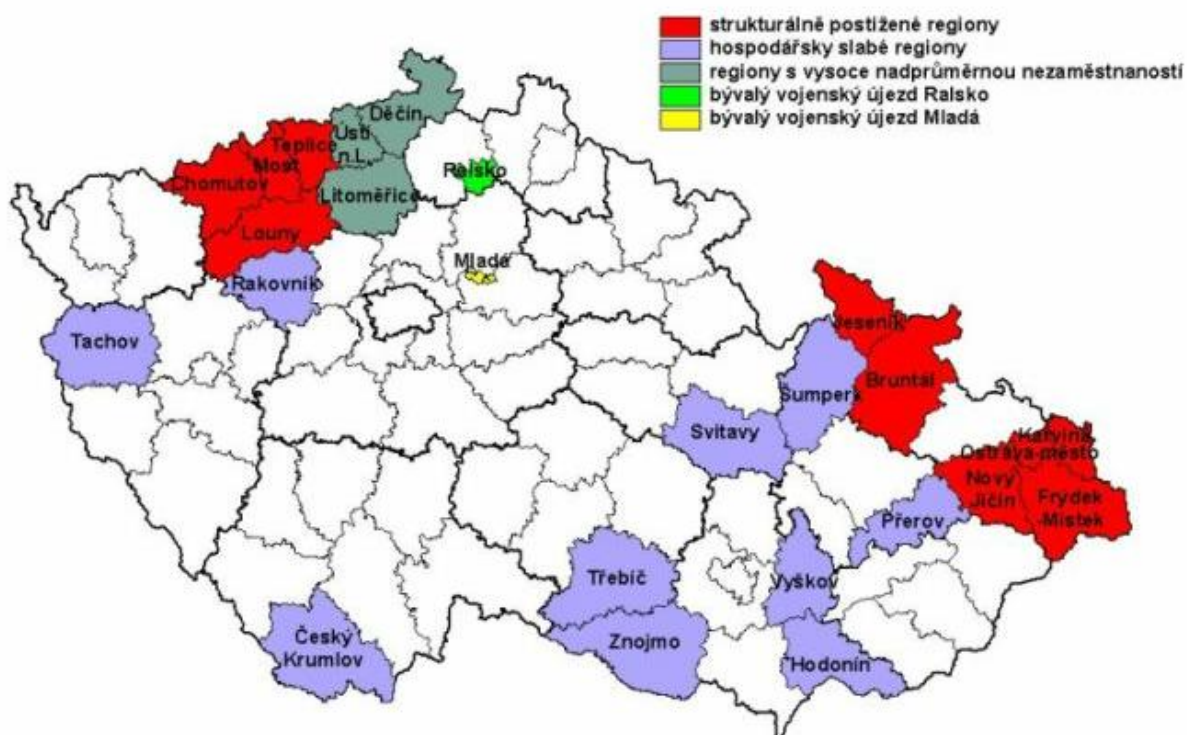 strukturálně postižené regiony
hospodářsky slabé regiony
regiony s vysoce nadprůměrnou nezaměstnaností
bývalý vojenský újezd Ralsko
bývalý vojenský újezd Mladá
Děčín
Ústí
n.L.
Teplice
Most
Chomutov
Litoměřice
Ralsko
Louny
Mladá
Rakovník
Tachov
Jeseník
Bruntál
Šumperk
Svitavy
Karviná
Ostrava-město
Nový
Jičín
Frýdek
-Místek
Přerov
Třebíč
Vyškov
Český
Krumlov
Znojmo
Hodonín